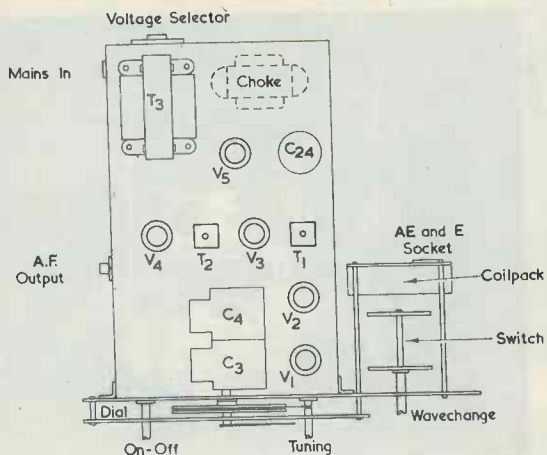 Voltage Selector
Mains In
Choke
T3
C24
V5
AE and E
Socket
V4
T2
V3
T1
A.F.
Output
Coilpack
C4
V2
Switch
C3
V1
Dial
Wavechange
On-Off
Tuning